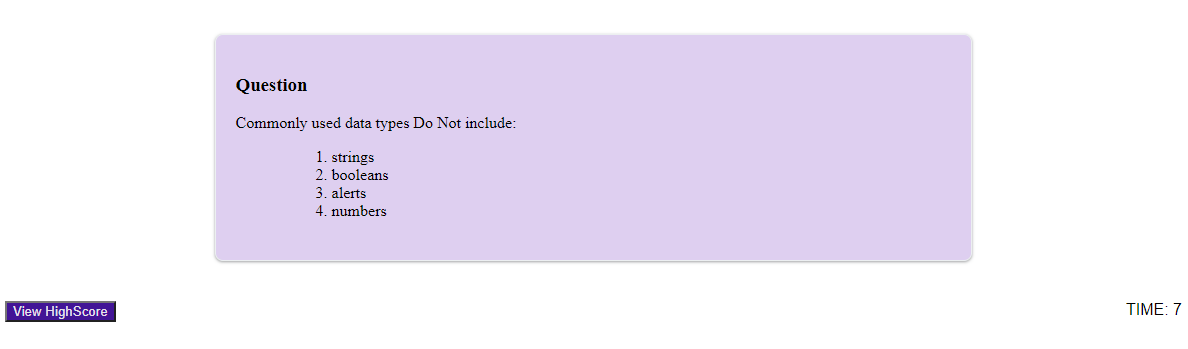 Question
Commonly used data types Do Not include:
1. strings
2. booleans
3. alerts
4. numbers
View HighScore
TIME: 7